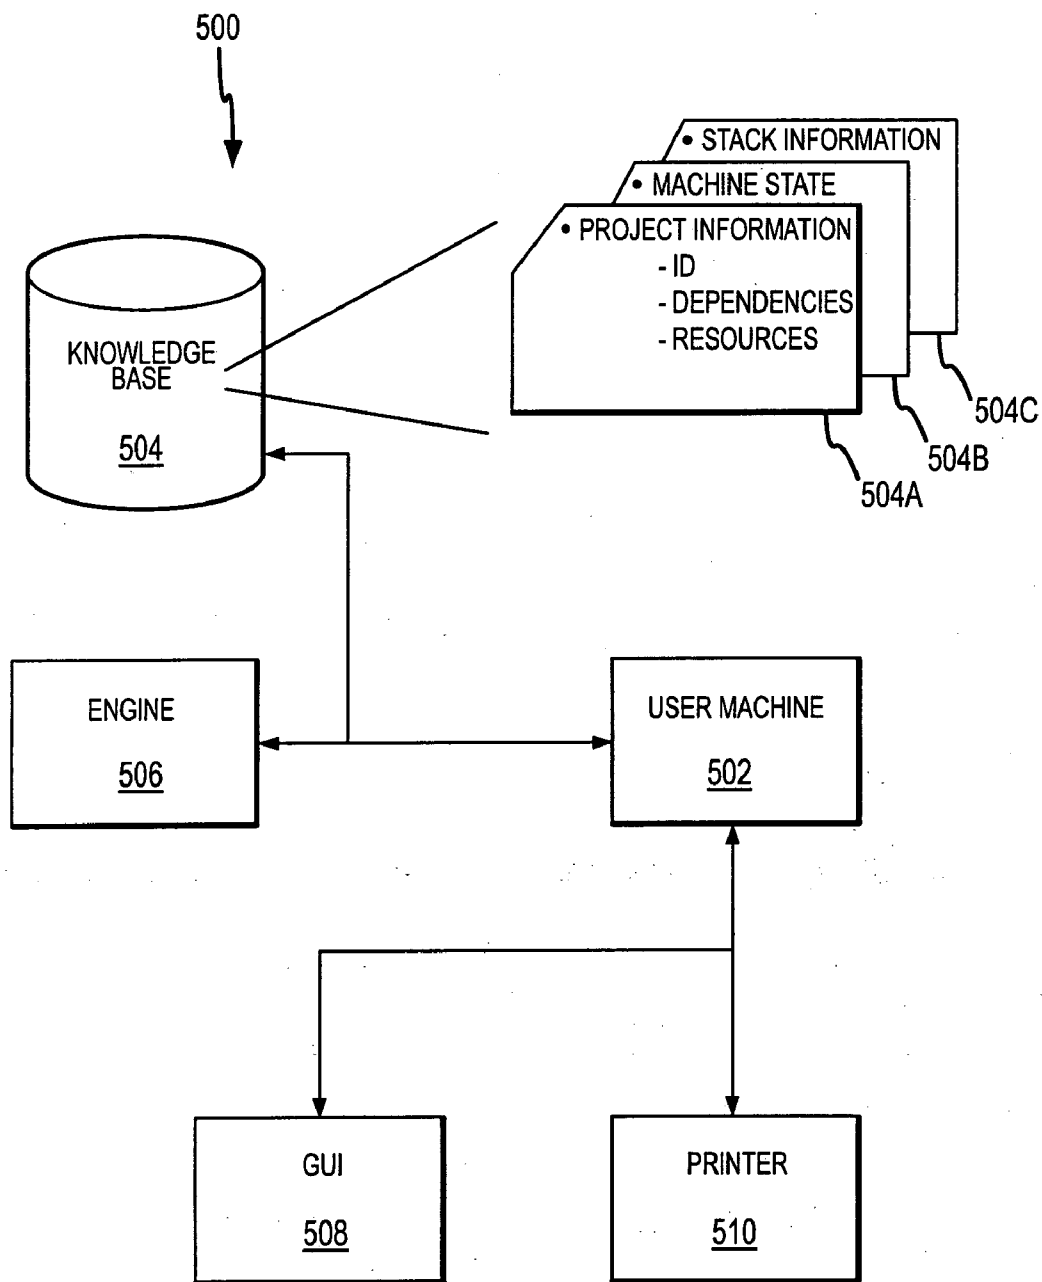 500
• STACK INFORMATION
• MACHINE STATE
• PROJECT INFORMATION
- ID
- DEPENDENCIES
- RESOURCES
KNOWLEDGE
BASE
504
504C
504B
504A
ENGINE
506
USER MACHINE
502
GUI
508
PRINTER
510